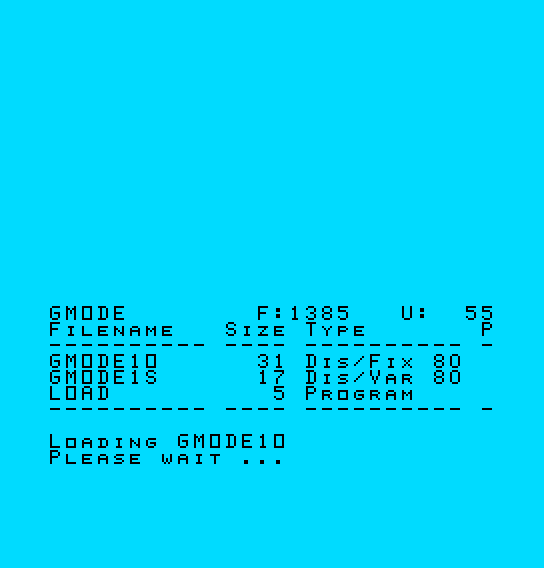 GMODE F:1385 U: 55
Filename Size Type P
---------- ---- ---------- -
GMODE1O 31 Dis/Fix 80
GMODE1S 17 Dis/Var 80
LOAD 5 Program
---------- ---- ---------- -
Loading GMODE1O
Please wait ...